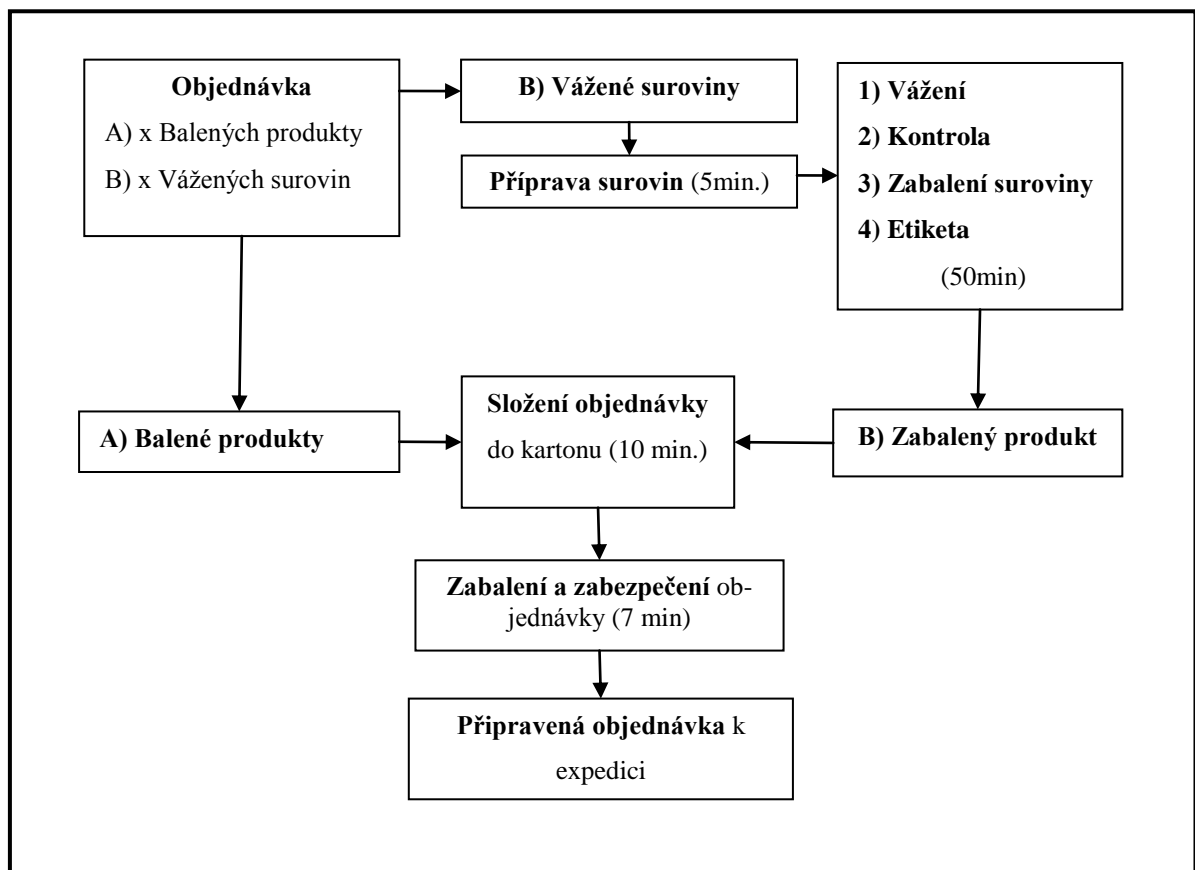 Objednávka
A) x Balených produkty
B) x Vážených surovin
B) Vážené suroviny
Příprava surovin (5min.)
1) Vážení
2) Kontrola
3) Zabalení suroviny
4) Etiketa
(50min)
A) Balené produkty
Složení objednávky
do kartonu (10 min.)
B) Zabalený produkt
Zabalení a zabezpečení ob-
jednávky (7 min)
Připravená objednávka k
expedici